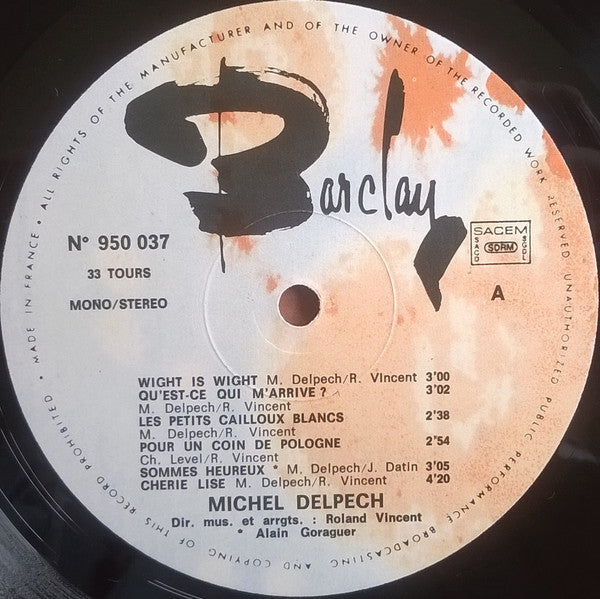 Barclay
N° 950 037
33 TOURS
MONO/STEREO
SACEM
SACD SDRM SGDL
A
WIGHT IS WIGHT M. Delpech/R. Vincent 3'00
QU'EST-CE QUI M'ARRIVE ? 3'02
M. Delpech/R. Vincent
LES PETITS CAILLOUX BLANCS 2'38
M. Delpech/R. Vincent
POUR UN COIN DE POLOGNE 2'54
Ch. Level/R. Vincent
SOMMES HEUREUX * M. Delpech/J. Datin 3'05
CHERIE LISE M. Delpech/R. Vincent 4'20
MICHEL DELPECH
Dir. mus. et arrgts. : Roland Vincent
* Alain Goraguer
• MADE IN FRANCE • ALL RIGHTS OF THE MANUFACTURER AND OF THE OWNER OF THE RECORDED WORK RESERVED UNAUTHORIZED PUBLIC PERFORMANCE BROADCASTING AND COPYING OF THIS RECORD PROHIBITED